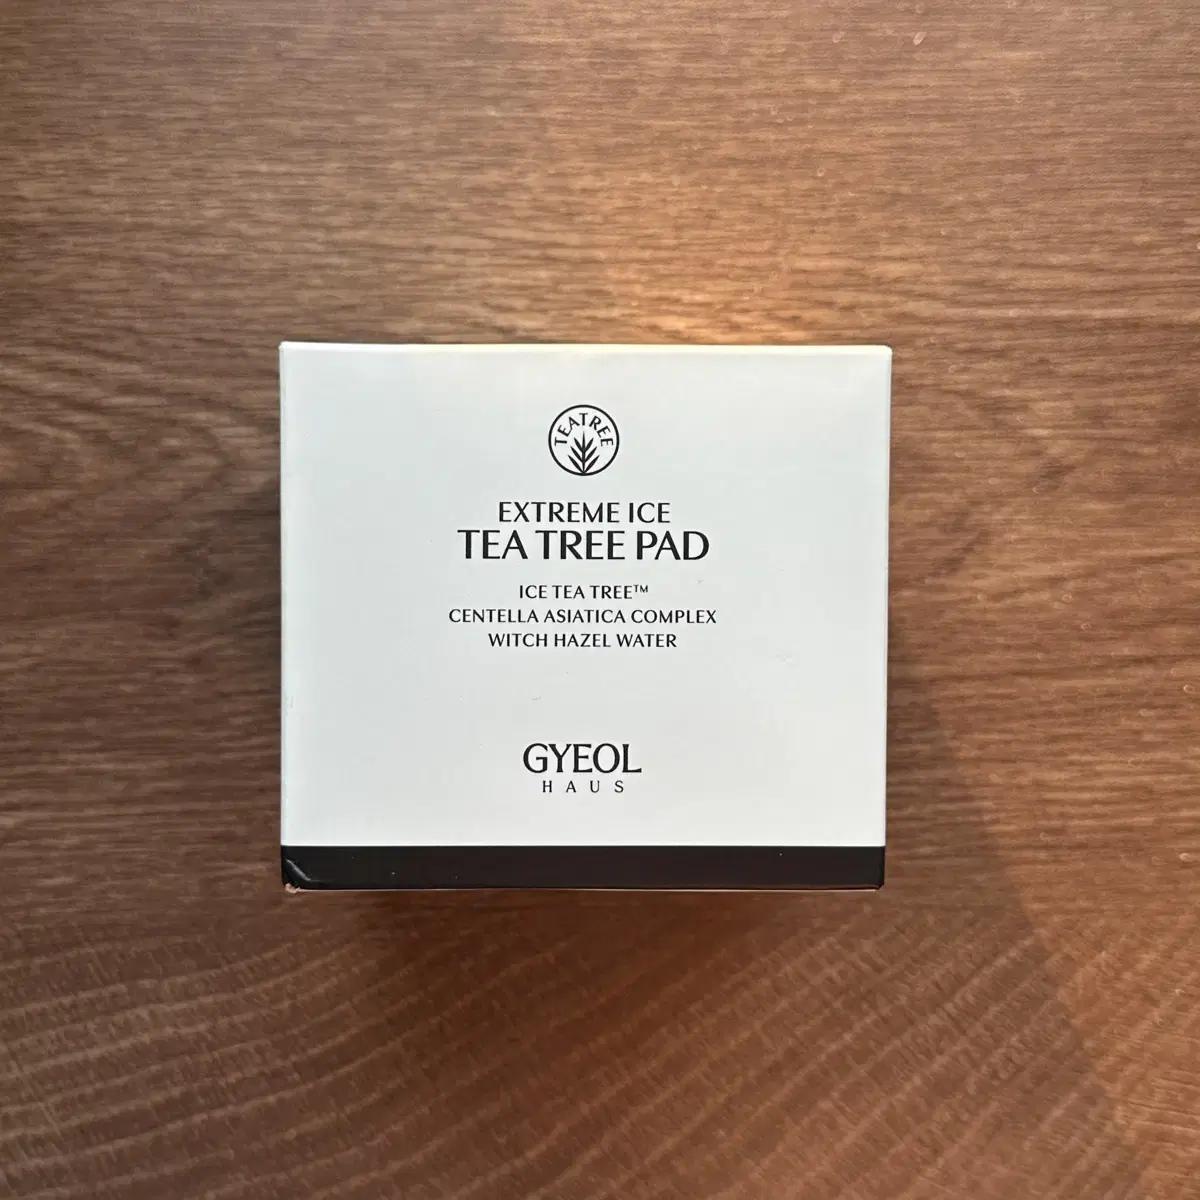 TEATREE
EXTREME ICE
TEA TREE PAD
ICE TEA TREE™
CENTELLA ASIATICA COMPLEX
WITCH HAZEL WATER
GYEOL
HAUS